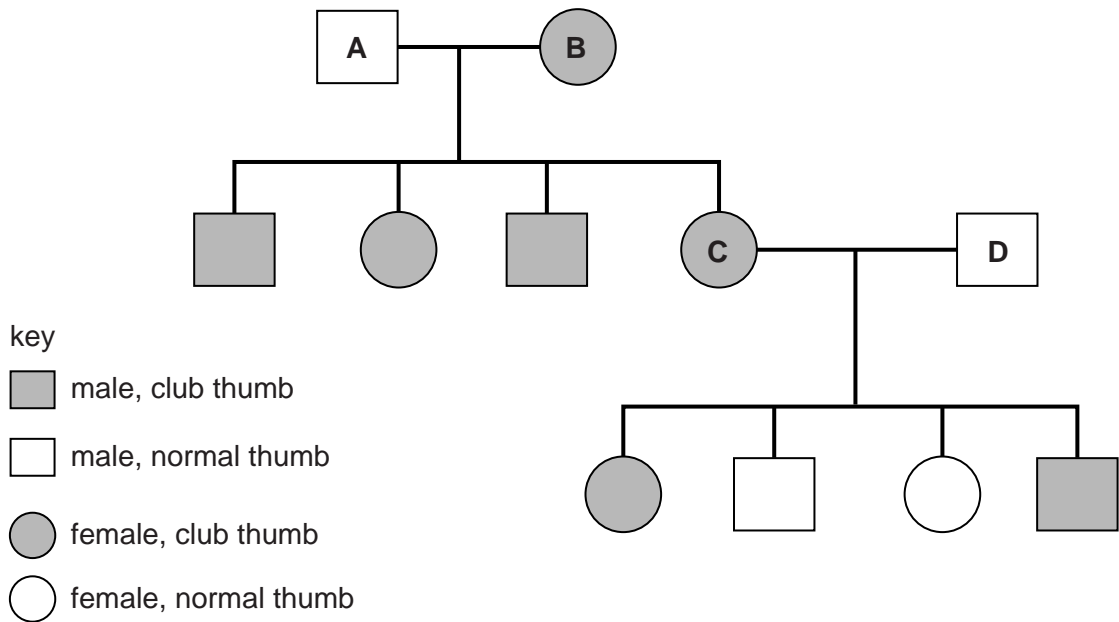 A
B
C
D
key
male, club thumb
male, normal thumb
female, club thumb
female, normal thumb